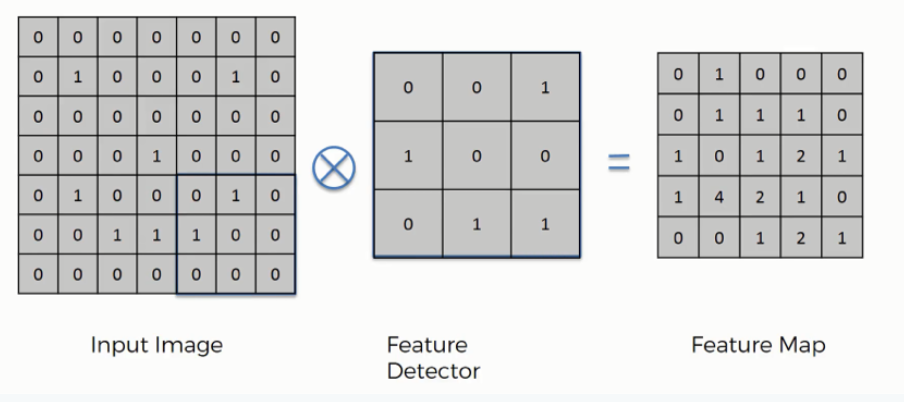 0 0 0 0 0 0 0
0 1 0 0 0 1 0
0 0 0 0 0 0 0
0 0 0 1 0 0 0
0 1 0 0 0 1 0
0 0 1 1 1 0 0
0 0 0 0 0 0 0
0 0 1
1 0 0
0 1 1
=
0 1 0 0 0
0 1 1 1 0
1 0 1 2 1
1 4 2 1 0
0 0 1 2 1
Input Image
Feature
Detector
Feature Map